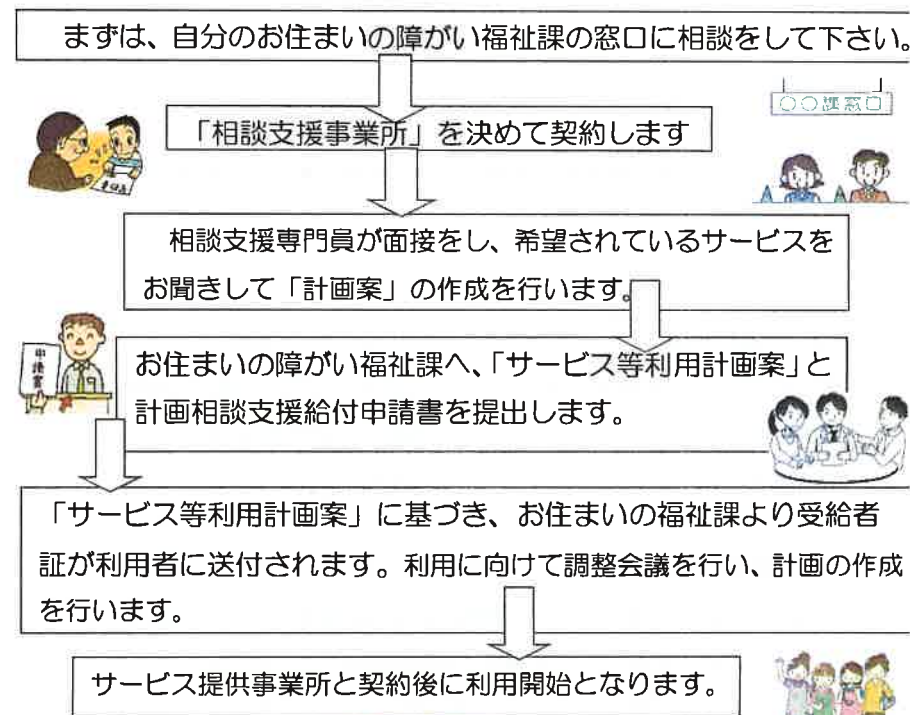 まずは、自分のお住まいの障がい福祉課の窓口に相談をして下さい。
○○課窓口
「相談支援事業所」を決めて契約します
相談支援専門員が面接をし、希望されているサービスを
お聞きして「計画案」の作成を行います。
申請書
お住まいの障がい福祉課へ、「サービス等利用計画案」と
計画相談支援給付申請書を提出します。
「サービス等利用計画案」に基づき、お住まいの福祉課より受給者
証が利用者に送付されます。利用に向けて調整会議を行い、計画の作成
を行います。
サービス提供事業所と契約後に利用開始となります。